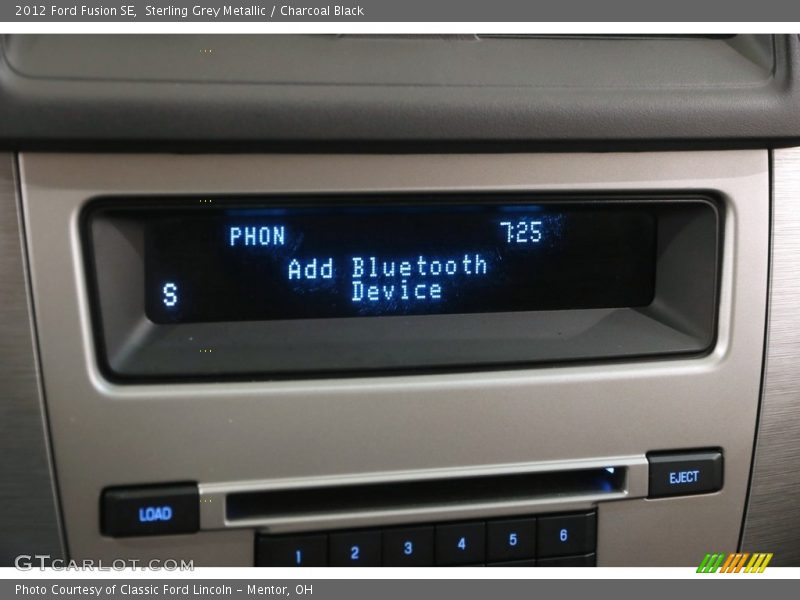 2012 Ford Fusion SE, Sterling Grey Metallic / Charcoal Black
PHON 7:25
Add Bluetooth
Device
S
EJECT
LOAD
1 2 3 4 5 6
GTCARLOT.COM
Photo Courtesy of Classic Ford Lincoln - Mentor, OH